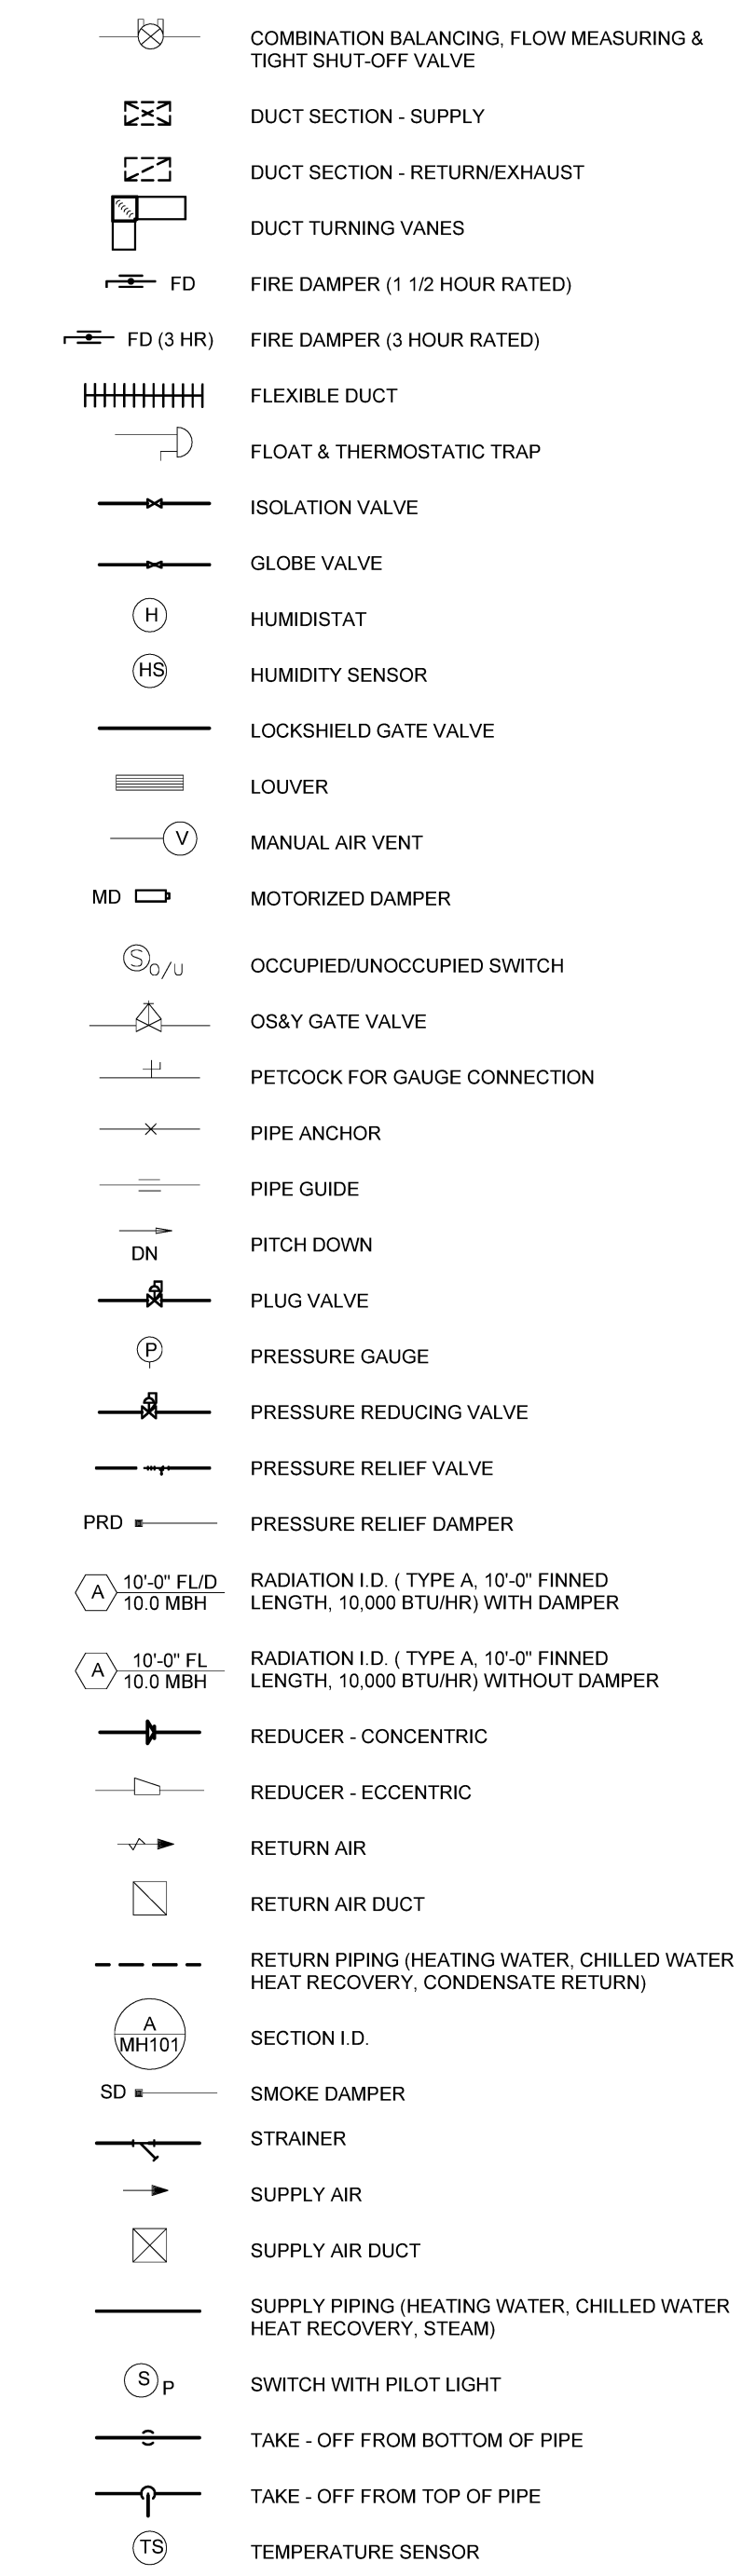 COMBINATION BALANCING, FLOW MEASURING &
TIGHT SHUT-OFF VALVE
DUCT SECTION - SUPPLY
DUCT SECTION - RETURN/EXHAUST
DUCT TURNING VANES
FD FIRE DAMPER (1 1/2 HOUR RATED)
FD (3 HR) FIRE DAMPER (3 HOUR RATED)
FLEXIBLE DUCT
FLOAT & THERMOSTATIC TRAP
ISOLATION VALVE
GLOBE VALVE
H HUMIDISTAT
HS HUMIDITY SENSOR
LOCKSHIELD GATE VALVE
LOUVER
V MANUAL AIR VENT
MD MOTORIZED DAMPER
S O/U OCCUPIED/UNOCCUPIED SWITCH
OS&Y GATE VALVE
PETCOCK FOR GAUGE CONNECTION
PIPE ANCHOR
PIPE GUIDE
DN PITCH DOWN
PLUG VALVE
P PRESSURE GAUGE
PRESSURE REDUCING VALVE
PRESSURE RELIEF VALVE
PRD PRESSURE RELIEF DAMPER
A 10'-0" FL/D RADIATION I.D. ( TYPE A, 10'-0" FINNED
10.0 MBH LENGTH, 10,000 BTU/HR) WITH DAMPER
A 10'-0" FL RADIATION I.D. ( TYPE A, 10'-0" FINNED
10.0 MBH LENGTH, 10,000 BTU/HR) WITHOUT DAMPER
REDUCER - CONCENTRIC
REDUCER - ECCENTRIC
RETURN AIR
RETURN AIR DUCT
RETURN PIPING (HEATING WATER, CHILLED WATER
HEAT RECOVERY, CONDENSATE RETURN)
A
MH101 SECTION I.D.
SD SMOKE DAMPER
STRAINER
SUPPLY AIR
SUPPLY AIR DUCT
SUPPLY PIPING (HEATING WATER, CHILLED WATER
HEAT RECOVERY, STEAM)
S P SWITCH WITH PILOT LIGHT
TAKE - OFF FROM BOTTOM OF PIPE
TAKE - OFF FROM TOP OF PIPE
TS TEMPERATURE SENSOR